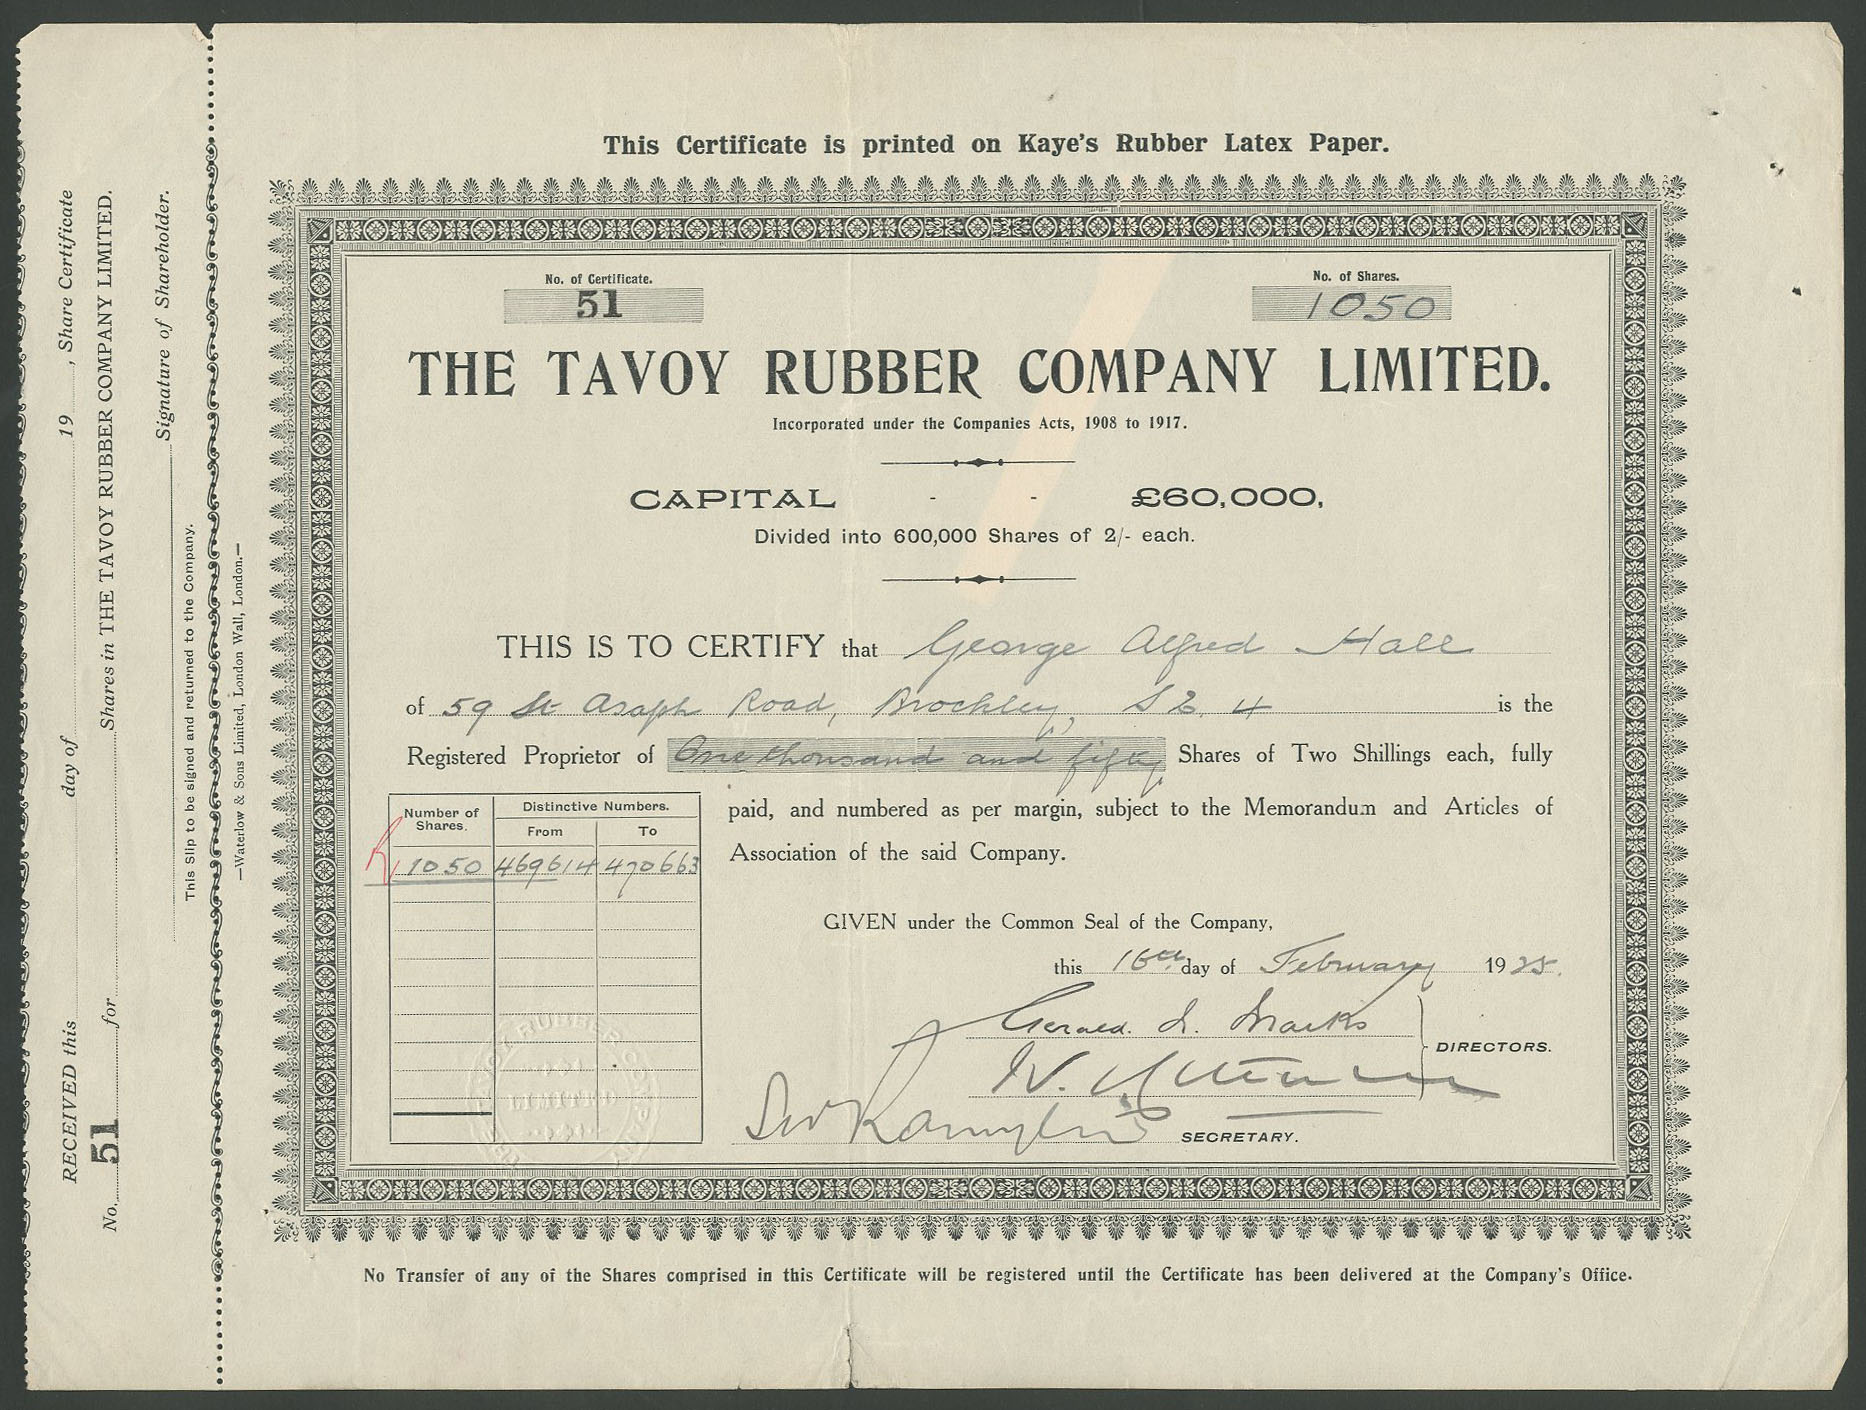 This Certificate is printed on Kaye's Rubber Latex Paper.
No. of Certificate.
51
No. of Shares.
1050
THE TAVOY RUBBER COMPANY LIMITED.
Incorporated under the Companies Acts, 1908 to 1917.
CAPITAL - - £60,000,
Divided into 600,000 Shares of 2/- each.
THIS IS TO CERTIFY that George Alfred Hall
of 59 St Asaph Road, Brockley, S E. 4 is the
Registered Proprietor of One thousand and fifty Shares of Two Shillings each, fully
paid, and numbered as per margin, subject to the Memorandum and Articles of
Association of the said Company.
Number of Shares.
Distinctive Numbers.
From To
1050 469614 470663
GIVEN under the Common Seal of the Company,
this 16th day of February 1925.
Gerald. Marks
DIRECTORS.
SECRETARY.
RUBBER COMPANY
LIMITED
No Transfer of any of the Shares comprised in this Certificate will be registered until the Certificate has been delivered at the Company's Office.
RECEIVED this day of 19 , Share Certificate
No. 51 for Shares in THE TAVOY RUBBER COMPANY LIMITED.
Signature of Shareholder.
This Slip to be signed and returned to the Company.
—Waterlow & Sons Limited, London Wall, London.—